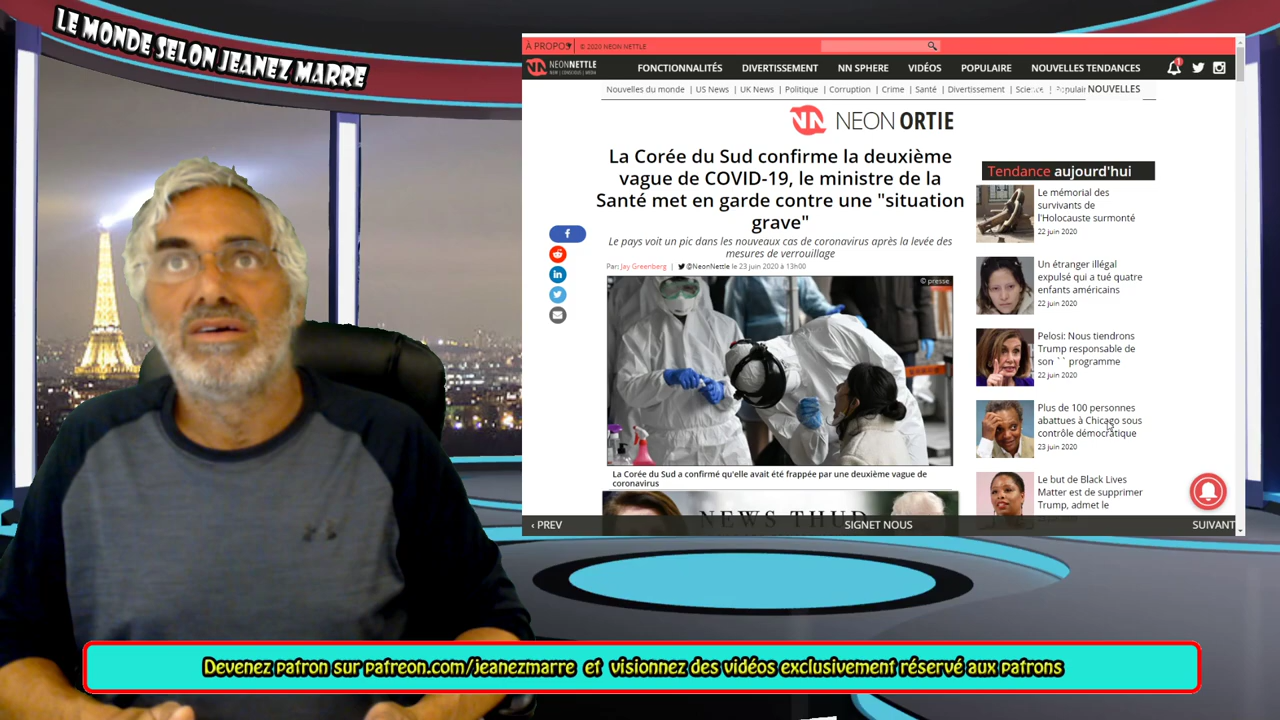 LE MONDE SELON JEANEZ MARRE
À PROPOS
© 2020 NEON NETTLE
NEONNETTLE
FONCTIONNALITÉS DIVERTISSEMENT NN SPHERE VIDÉOS POPULAIRE NOUVELLES TENDANCES
1
Nouvelles du monde | US News | UK News | Politique | Corruption | Crime | Santé | Divertissement | Science | Populair NOUVELLES
NN NEON ORTIE
La Corée du Sud confirme la deuxième
vague de COVID-19, le ministre de la
Santé met en garde contre une "situation
grave"
Le pays voit un pic dans les nouveaux cas de coronavirus après la levée des
mesures de verrouillage
Par: Jay Greenberg | @NeonNettle le 23 juin 2020 à 13h00
© presse
La Corée du Sud a confirmé qu'elle avait été frappée par une deuxième vague de
coronavirus
NEWS THUD
Tendance aujourd'hui
Le mémorial des
survivants de
l'Holocauste surmonté
22 juin 2020
Un étranger illégal
expulsé qui a tué quatre
enfants américains
22 juin 2020
Pelosi: Nous tiendrons
Trump responsable de
son `` programme
22 juin 2020
Plus de 100 personnes
abattues à Chicago sous
contrôle démocratique
23 juin 2020
Le but de Black Lives
Matter est de supprimer
Trump, admet le
‹ PREV SIGNET NOUS SUIVANT
Devenez patron sur patreon.com/jeanezmarre et visionnez des vidéos exclusivement réservé aux patrons